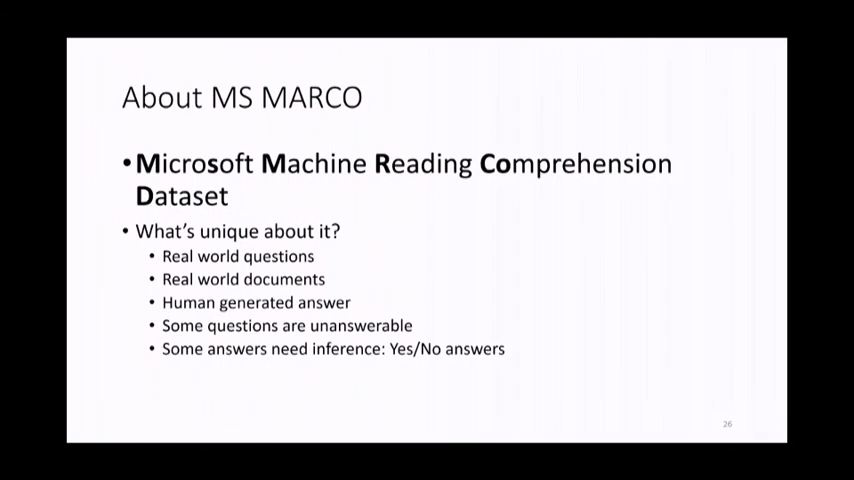 About MS MARCO
•Microsoft Machine Reading Comprehension
Dataset
• What's unique about it?
• Real world questions
• Real world documents
• Human generated answer
• Some questions are unanswerable
• Some answers need inference: Yes/No answers
26